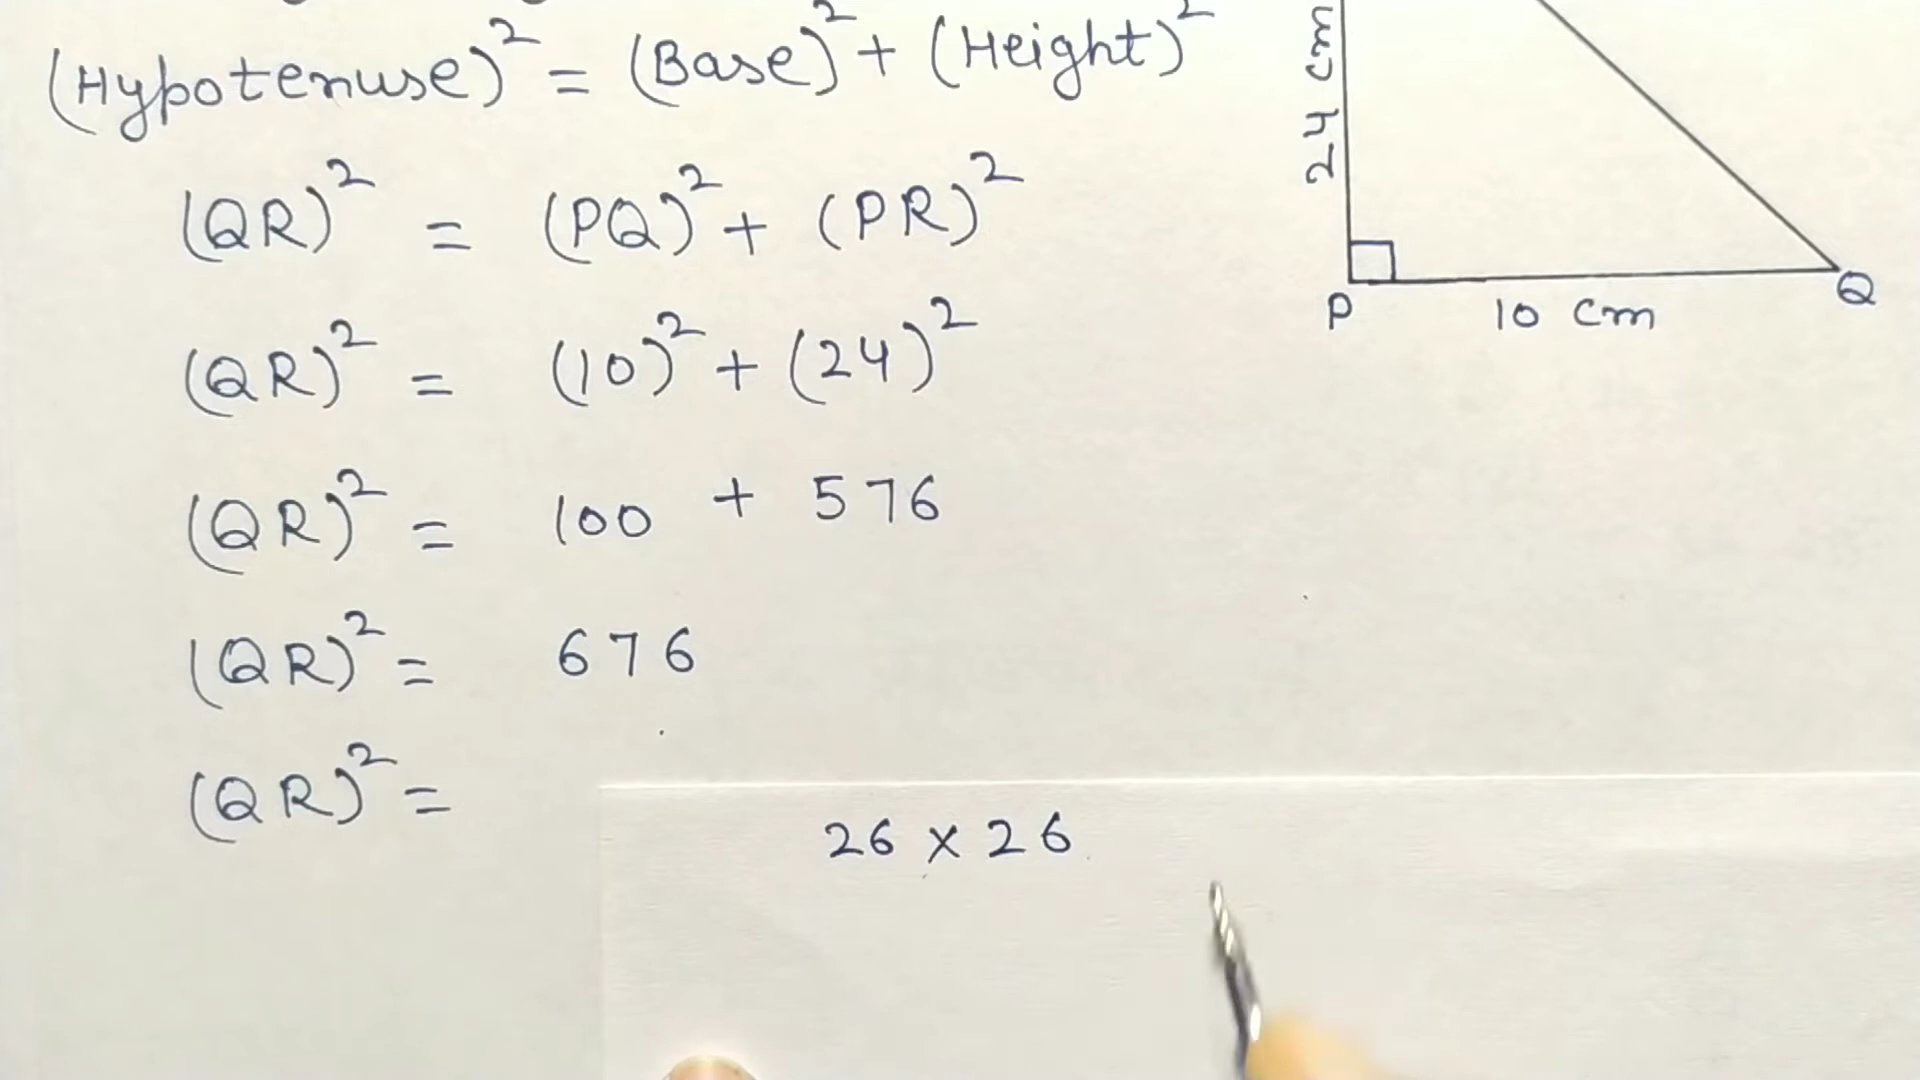 (Hypotenuse)² = (Base)² + (Height)²
(QR)² = (PQ)² + (PR)²
(QR)² = (10)² + (24)²
(QR)² = 100 + 576
(QR)² = 676
(QR)² =
26 × 26
24 cm
P
10 cm
Q